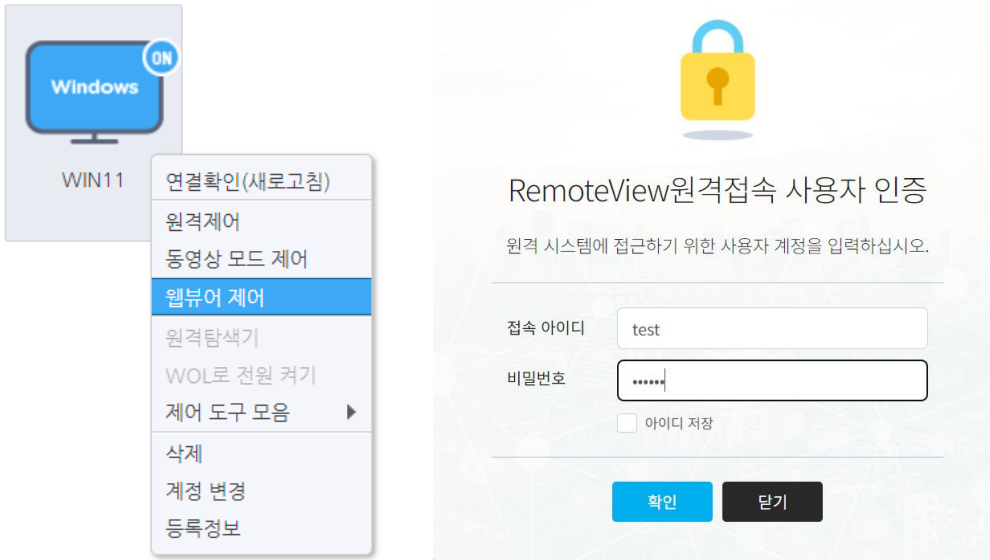 ON
Windows
WIN11
연결확인(새로고침)
원격제어
동영상 모드 제어
웹뷰어 제어
원격탐색기
WOL로 전원 켜기
제어 도구 모음
삭제
계정 변경
등록정보
RemoteView원격접속 사용자 인증
원격 시스템에 접근하기 위한 사용자 계정을 입력하십시오.
접속 아이디 test
비밀번호 ••••••
아이디 저장
확인 닫기